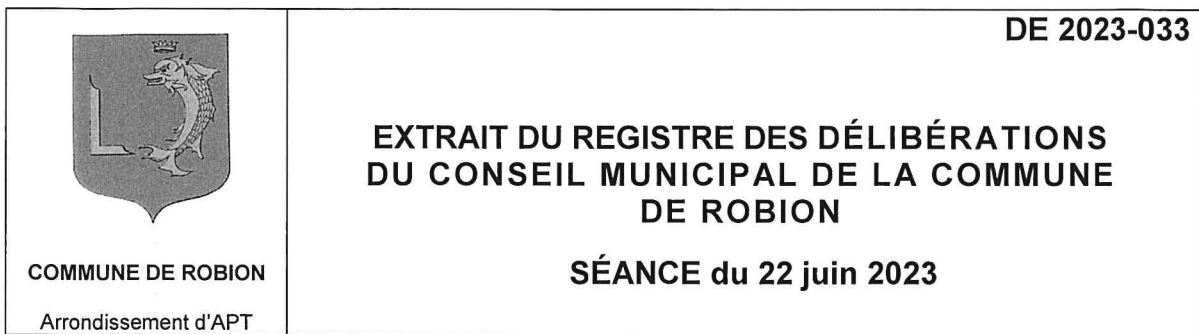 DE 2023-033
EXTRAIT DU REGISTRE DES DÉLIBÉRATIONS
DU CONSEIL MUNICIPAL DE LA COMMUNE
DE ROBION
SÉANCE du 22 juin 2023
COMMUNE DE ROBION
Arrondissement d'APT